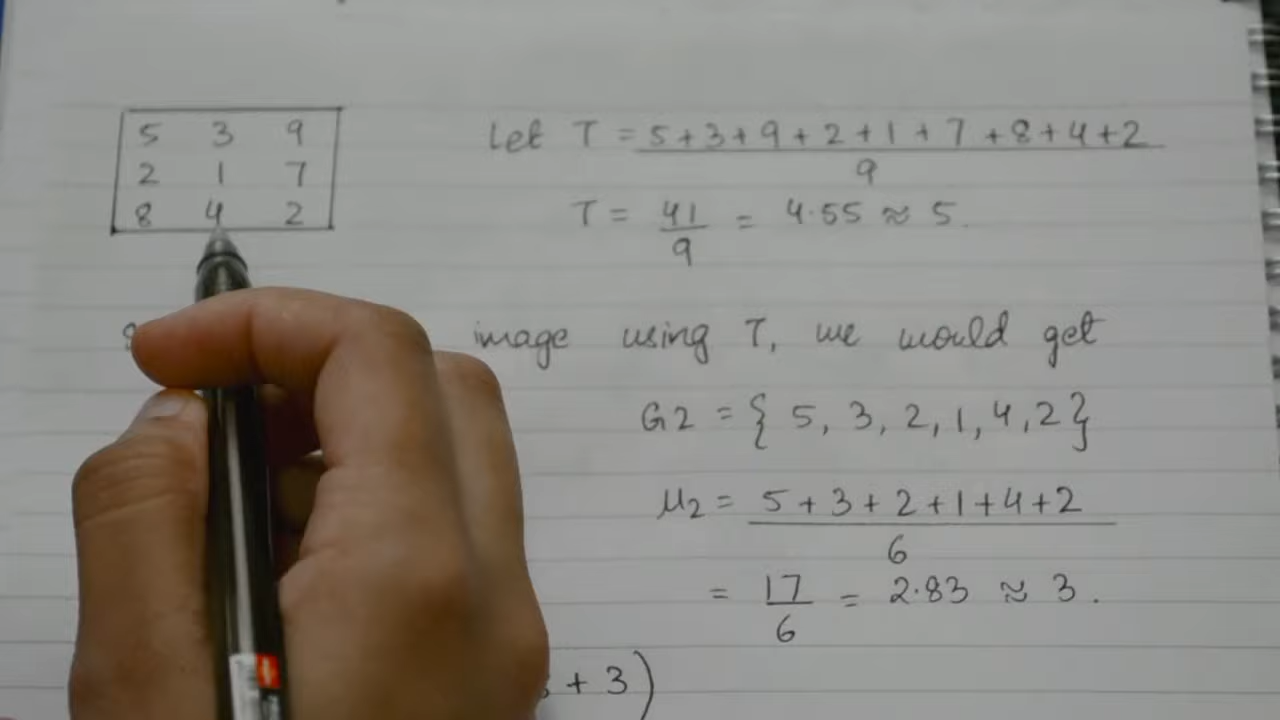 5 3 9 Let T = 5+3+9+2+1+7+8+4+2
2 1 7 9
8 4 2 T = 41/9 = 4.55 ≈ 5.
image using T, we would get
G2 = { 5, 3, 2, 1, 4, 2 }
μ2 = 5+3+2+1+4+2
6
= 17/6 = 2.83 ≈ 3.
+ 3)